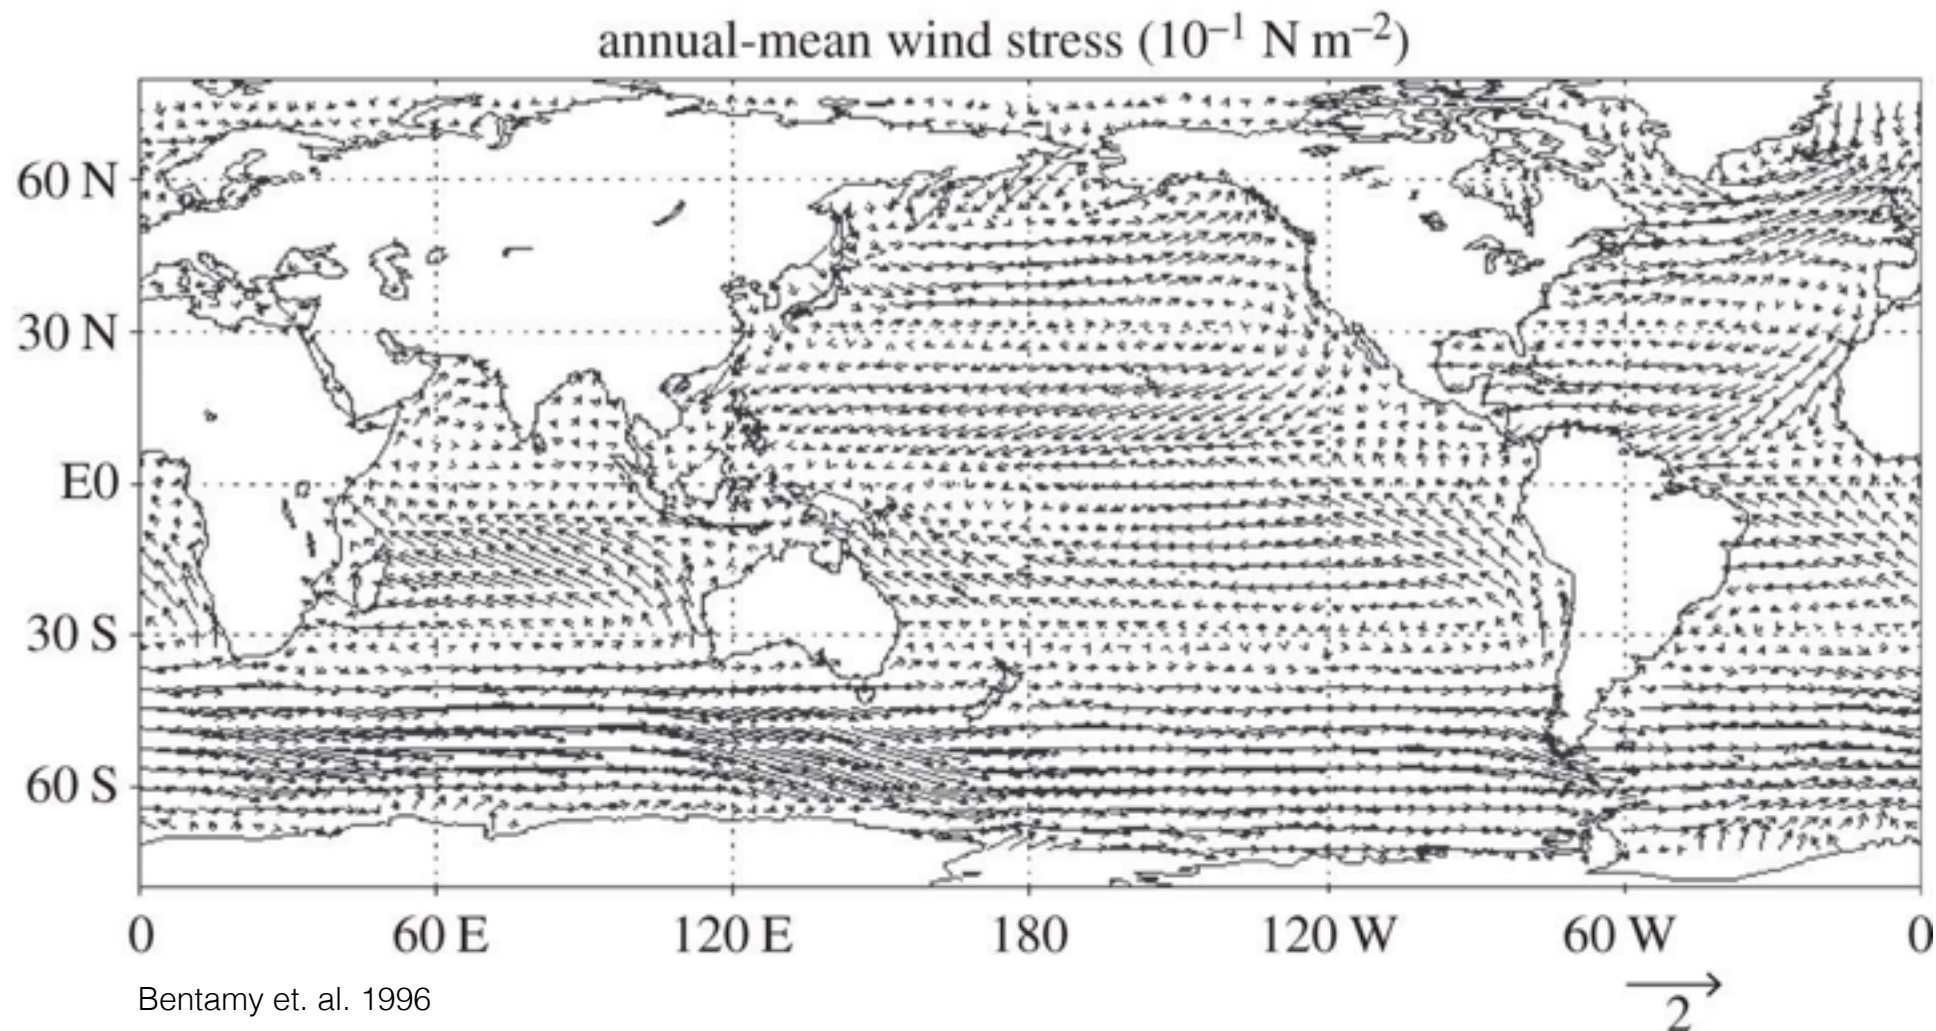 annual-mean wind stress (10⁻¹ N m⁻²)
60 N
30 N
E0
30 S
60 S
0 60 E 120 E 180 120 W 60 W 0
Bentamy et. al. 1996
2